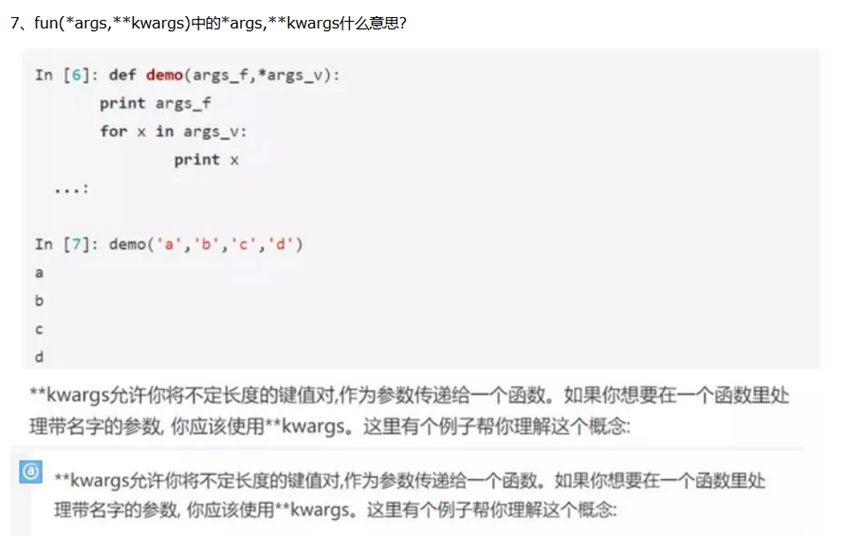 7、fun(*args,**kwargs)中的*args,**kwargs什么意思?
In [6]: def demo(args_f,*args_v):
print args_f
for x in args_v:
print x
...:
In [7]: demo('a','b','c','d')
a
b
c
d
**kwargs允许你将不定长度的键值对,作为参数传递给一个函数。如果你想要在一个函数里处
理带名字的参数, 你应该使用**kwargs。这里有个例子帮你理解这个概念:
@
**kwargs允许你将不定长度的键值对,作为参数传递给一个函数。如果你想要在一个函数里处
理带名字的参数, 你应该使用**kwargs。这里有个例子帮你理解这个概念: